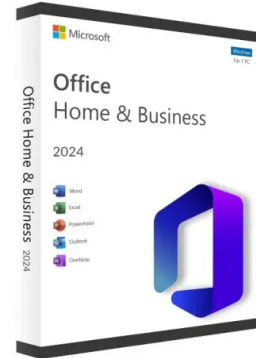 Microsoft
Windows
Office
Home & Business
2024
Word
Excel
PowerPoint
Outlook
OneNote
Office Home & Business 2024